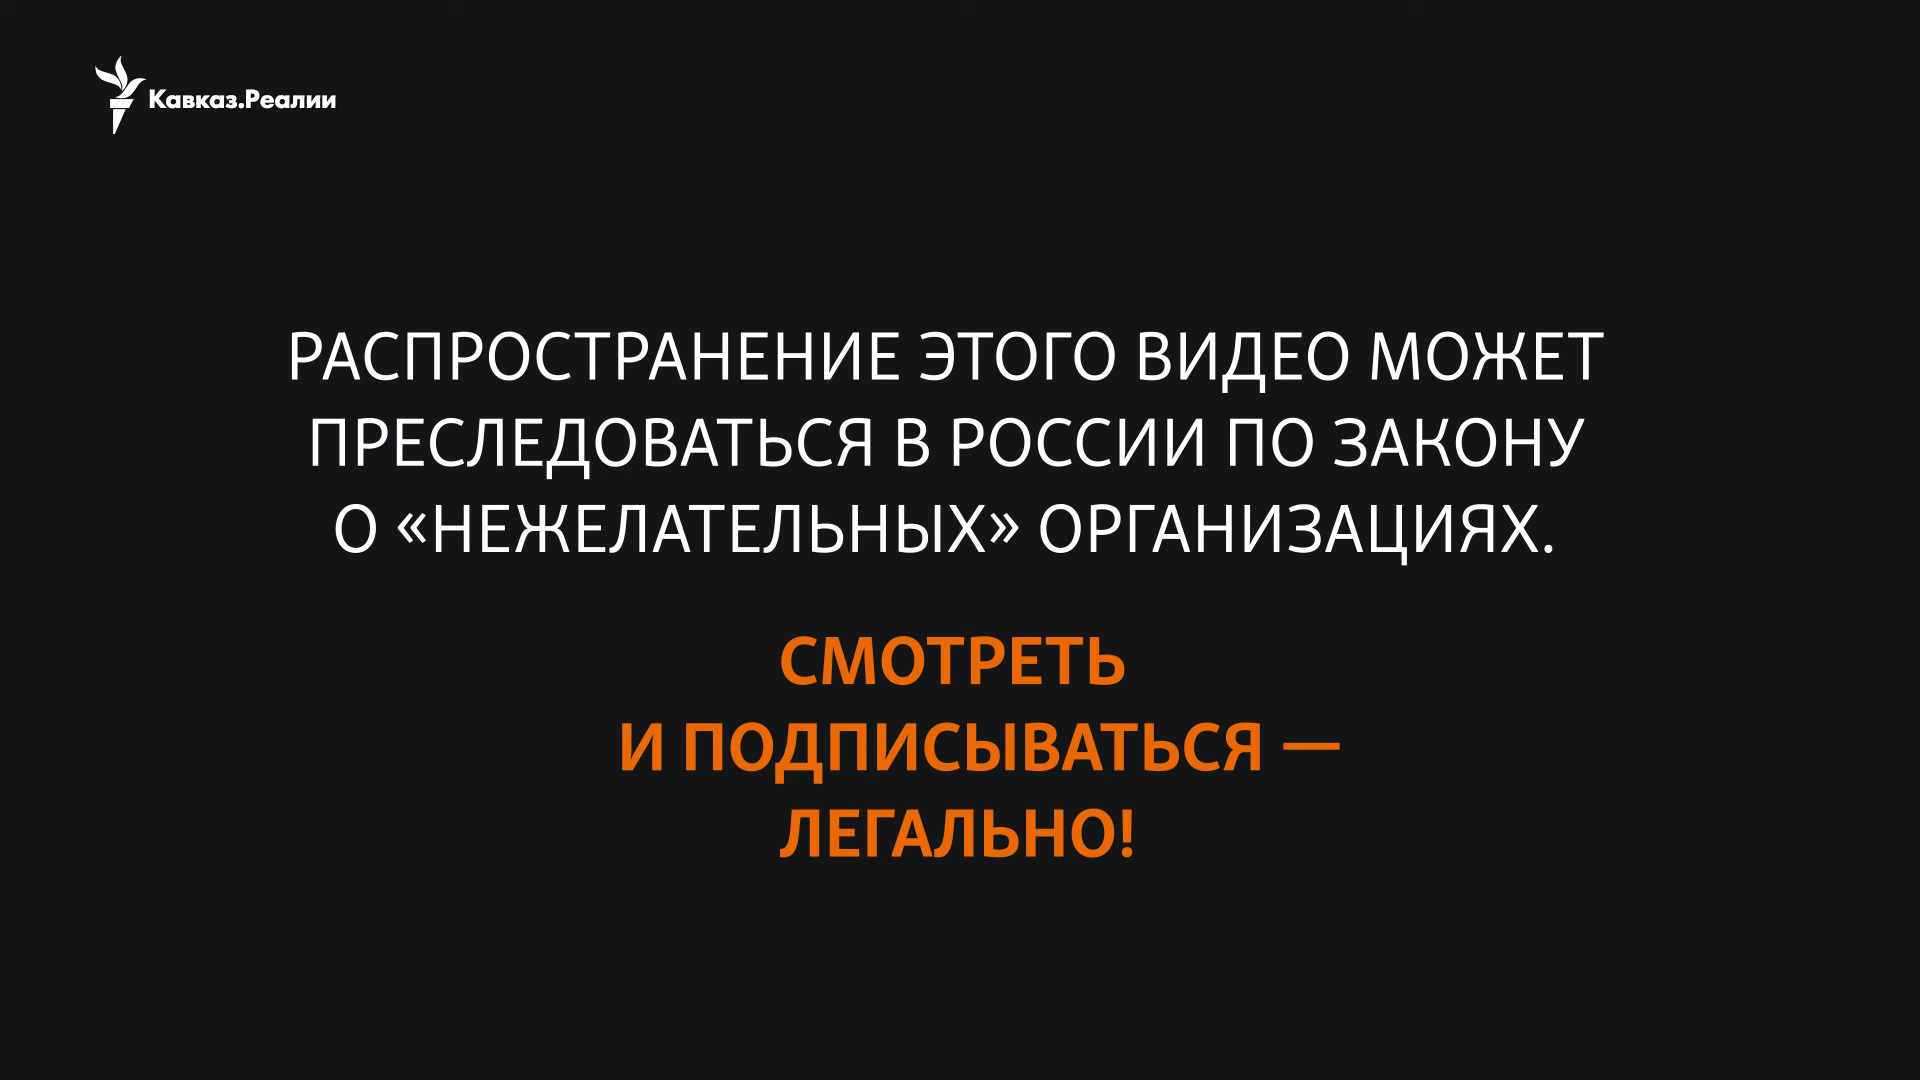 Кавказ.Реалии
РАСПРОСТРАНЕНИЕ ЭТОГО ВИДЕО МОЖЕТ
ПРЕСЛЕДОВАТЬСЯ В РОССИИ ПО ЗАКОНУ
О «НЕЖЕЛАТЕЛЬНЫХ» ОРГАНИЗАЦИЯХ.
СМОТРЕТЬ
И ПОДПИСЫВАТЬСЯ —
ЛЕГАЛЬНО!